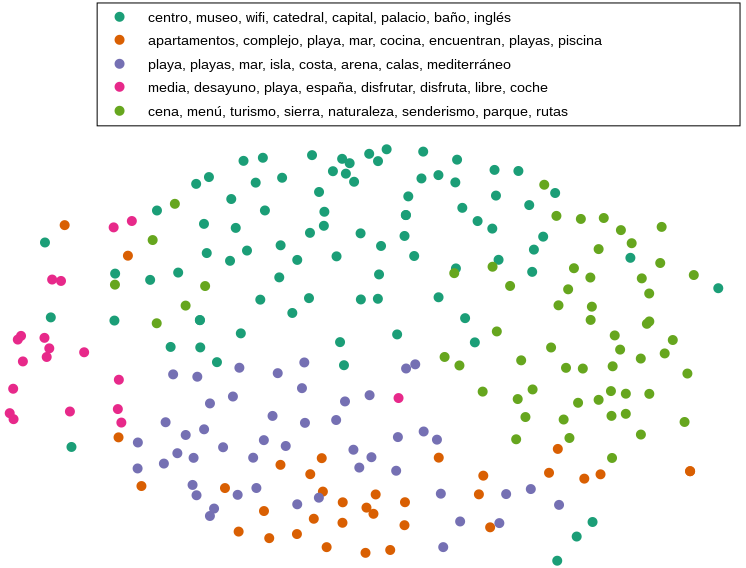 centro, museo, wifi, catedral, capital, palacio, baño, inglés
apartamentos, complejo, playa, mar, cocina, encuentran, playas, piscina
playa, playas, mar, isla, costa, arena, calas, mediterráneo
media, desayuno, playa, españa, disfrutar, disfruta, libre, coche
cena, menú, turismo, sierra, naturaleza, senderismo, parque, rutas